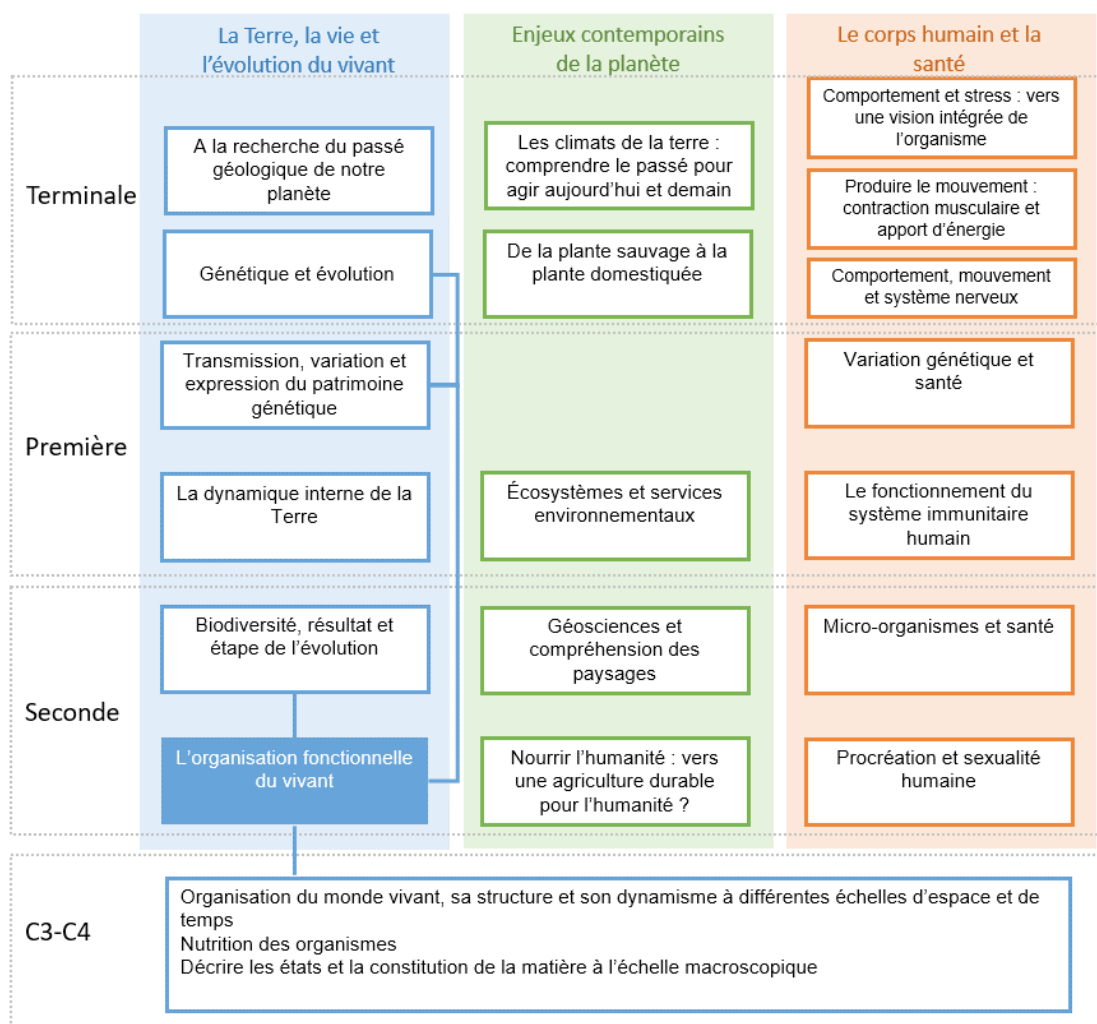 La Terre, la vie et
l’évolution du vivant
Enjeux contemporains
de la planète
Le corps humain et la
santé
Terminale
A la recherche du passé
géologique de notre
planète
Génétique et évolution
Les climats de la terre :
comprendre le passé pour
agir aujourd’hui et demain
De la plante sauvage à la
plante domestiquée
Comportement et stress : vers
une vision intégrée de
l’organisme
Produire le mouvement :
contraction musculaire et
apport d’énergie
Comportement, mouvement
et système nerveux
Première
Transmission, variation et
expression du patrimoine
génétique
La dynamique interne de la
Terre
Écosystèmes et services
environnementaux
Variation génétique et
santé
Le fonctionnement du
système immunitaire
humain
Seconde
Biodiversité, résultat et
étape de l’évolution
L’organisation fonctionnelle
du vivant
Géosciences et
compréhension des
paysages
Nourrir l’humanité : vers
une agriculture durable
pour l’humanité ?
Micro-organismes et santé
Procréation et sexualité
humaine
C3-C4
Organisation du monde vivant, sa structure et son dynamisme à différentes échelles d’espace et de
temps
Nutrition des organismes
Décrire les états et la constitution de la matière à l’échelle macroscopique